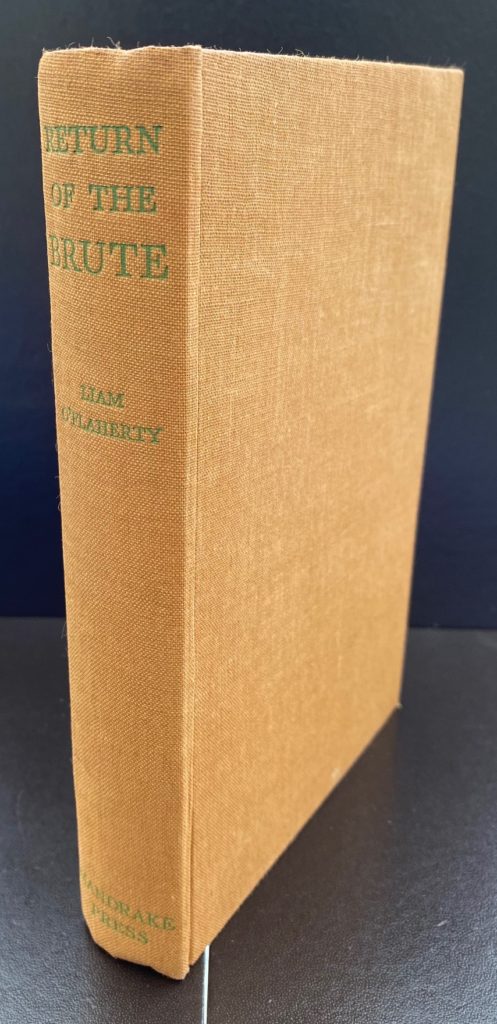 RETURN
OF THE
BRUTE
LIAM
O'FLAHERTY
MANDRAKE
PRESS